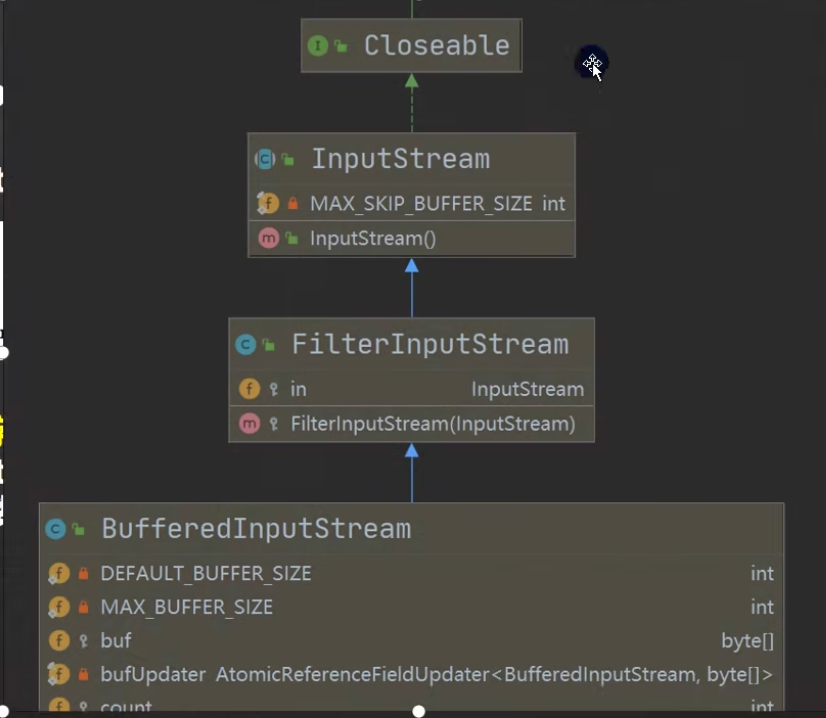 Closeable
InputStream
MAX_SKIP_BUFFER_SIZE int
InputStream()
FilterInputStream
in InputStream
FilterInputStream(InputStream)
BufferedInputStream
DEFAULT_BUFFER_SIZE int
MAX_BUFFER_SIZE int
buf byte[]
bufUpdater AtomicReferenceFieldUpdater<BufferedInputStream, byte[]>
count int